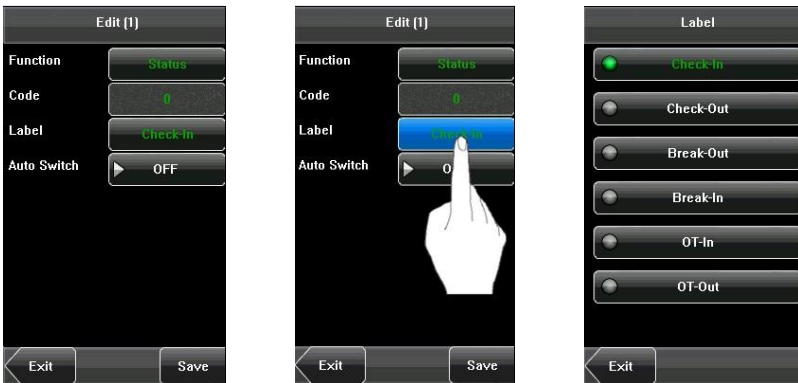 Edit (1)
Function Status
Code 0
Label Check-In
Auto Switch OFF
Exit Save
Edit (1)
Function Status
Code 0
Label Check-In
Auto Switch
Exit Save
Label
Check-In
Check-Out
Break-Out
Break-In
OT-In
OT-Out
Exit